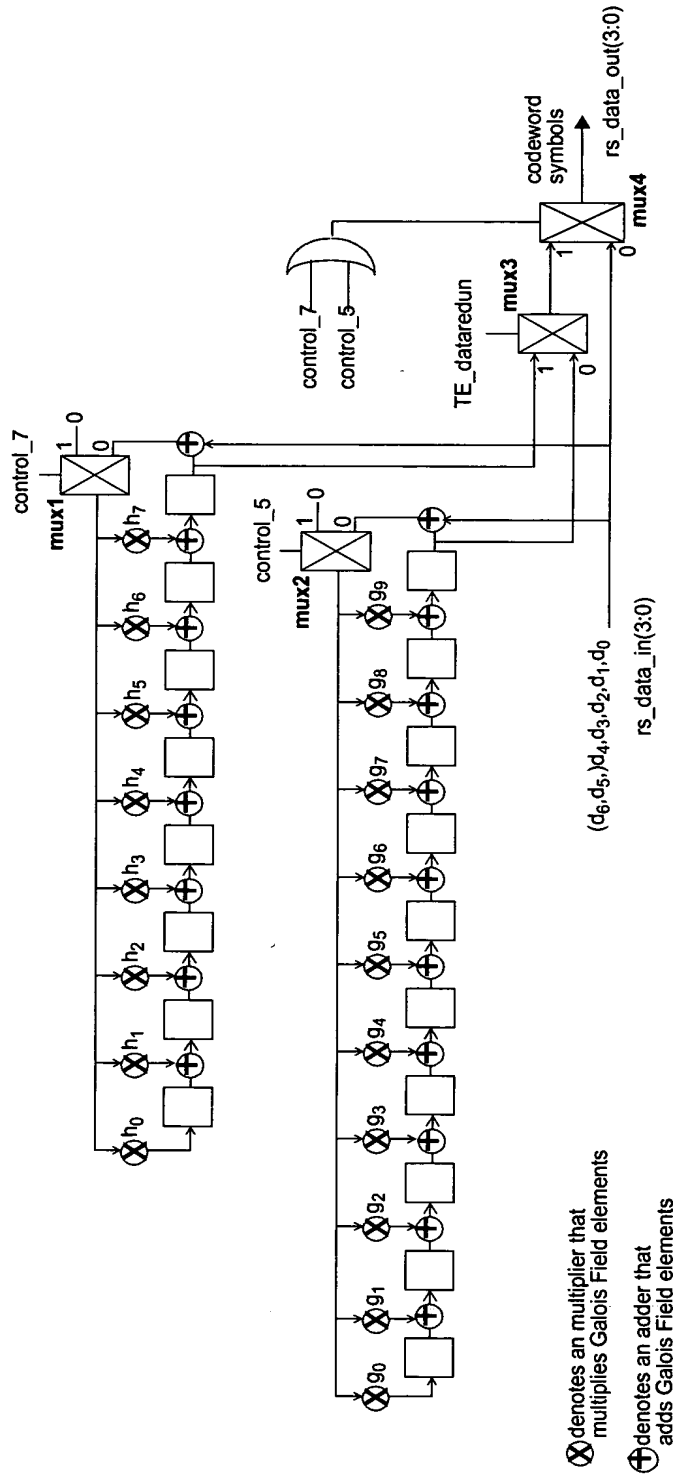 control_7
1
0
0
mux1
h₀
h₁
h₂
h₃
h₄
h₅
h₆
h₇
control_5
1
0
0
mux2
g₀
g₁
g₂
g₃
g₄
g₅
g₆
g₇
g₈
g₉
control_7
control_5
TE_dataredun
mux3
1
0
codeword
symbols
1
0
mux4
rs_data_out(3:0)
(d₆,d₅,)d₄,d₃,d₂,d₁,d₀
rs_data_in(3:0)
denotes an multiplier that
multiplies Galois Field elements
denotes an adder that
adds Galois Field elements